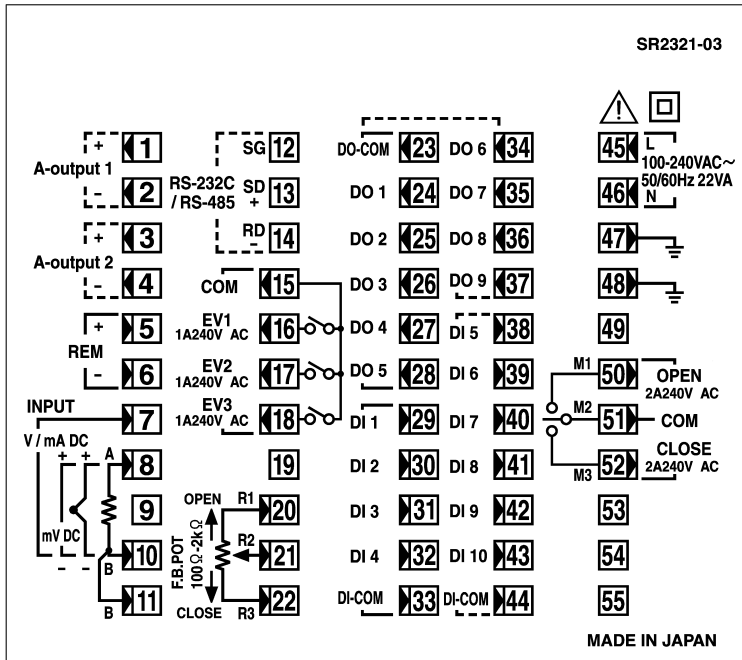 SR2321-03
A-output 1
+
-
1
2
A-output 2
+
-
3
4
REM
+
-
5
6
INPUT
V / mA DC
+ + A
mV DC
- - B
B
7
8
9
10
11
RS-232C
/ RS-485
SG 12
SD
+ 13
RD
- 14
COM 15
EV1
1A240V AC 16
EV2
1A240V AC 17
EV3
1A240V AC 18
19
F.B.POT
100Ω-2kΩ
OPEN
CLOSE
R1 20
R2 21
R3 22
DO-COM 23
DO 1 24
DO 2 25
DO 3 26
DO 4 27
DO 5 28
DI 1 29
DI 2 30
DI 3 31
DI 4 32
DI-COM 33
DO 6 34
DO 7 35
DO 8 36
DO 9 37
DI 5 38
DI 6 39
DI 7 40
DI 8 41
DI 9 42
DI 10 43
DI-COM 44
45 L
100-240VAC~
50/60Hz 22VA
46 N
47
48
49
M1 50 OPEN
2A240V AC
M2 51 COM
M3 52 CLOSE
2A240V AC
53
54
55
MADE IN JAPAN